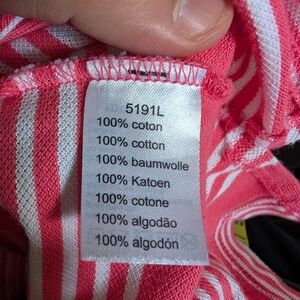 5191L
100% coton
100% cotton
100% baumwolle
100% Katoen
100% cotone
100% algodão
100% algodón